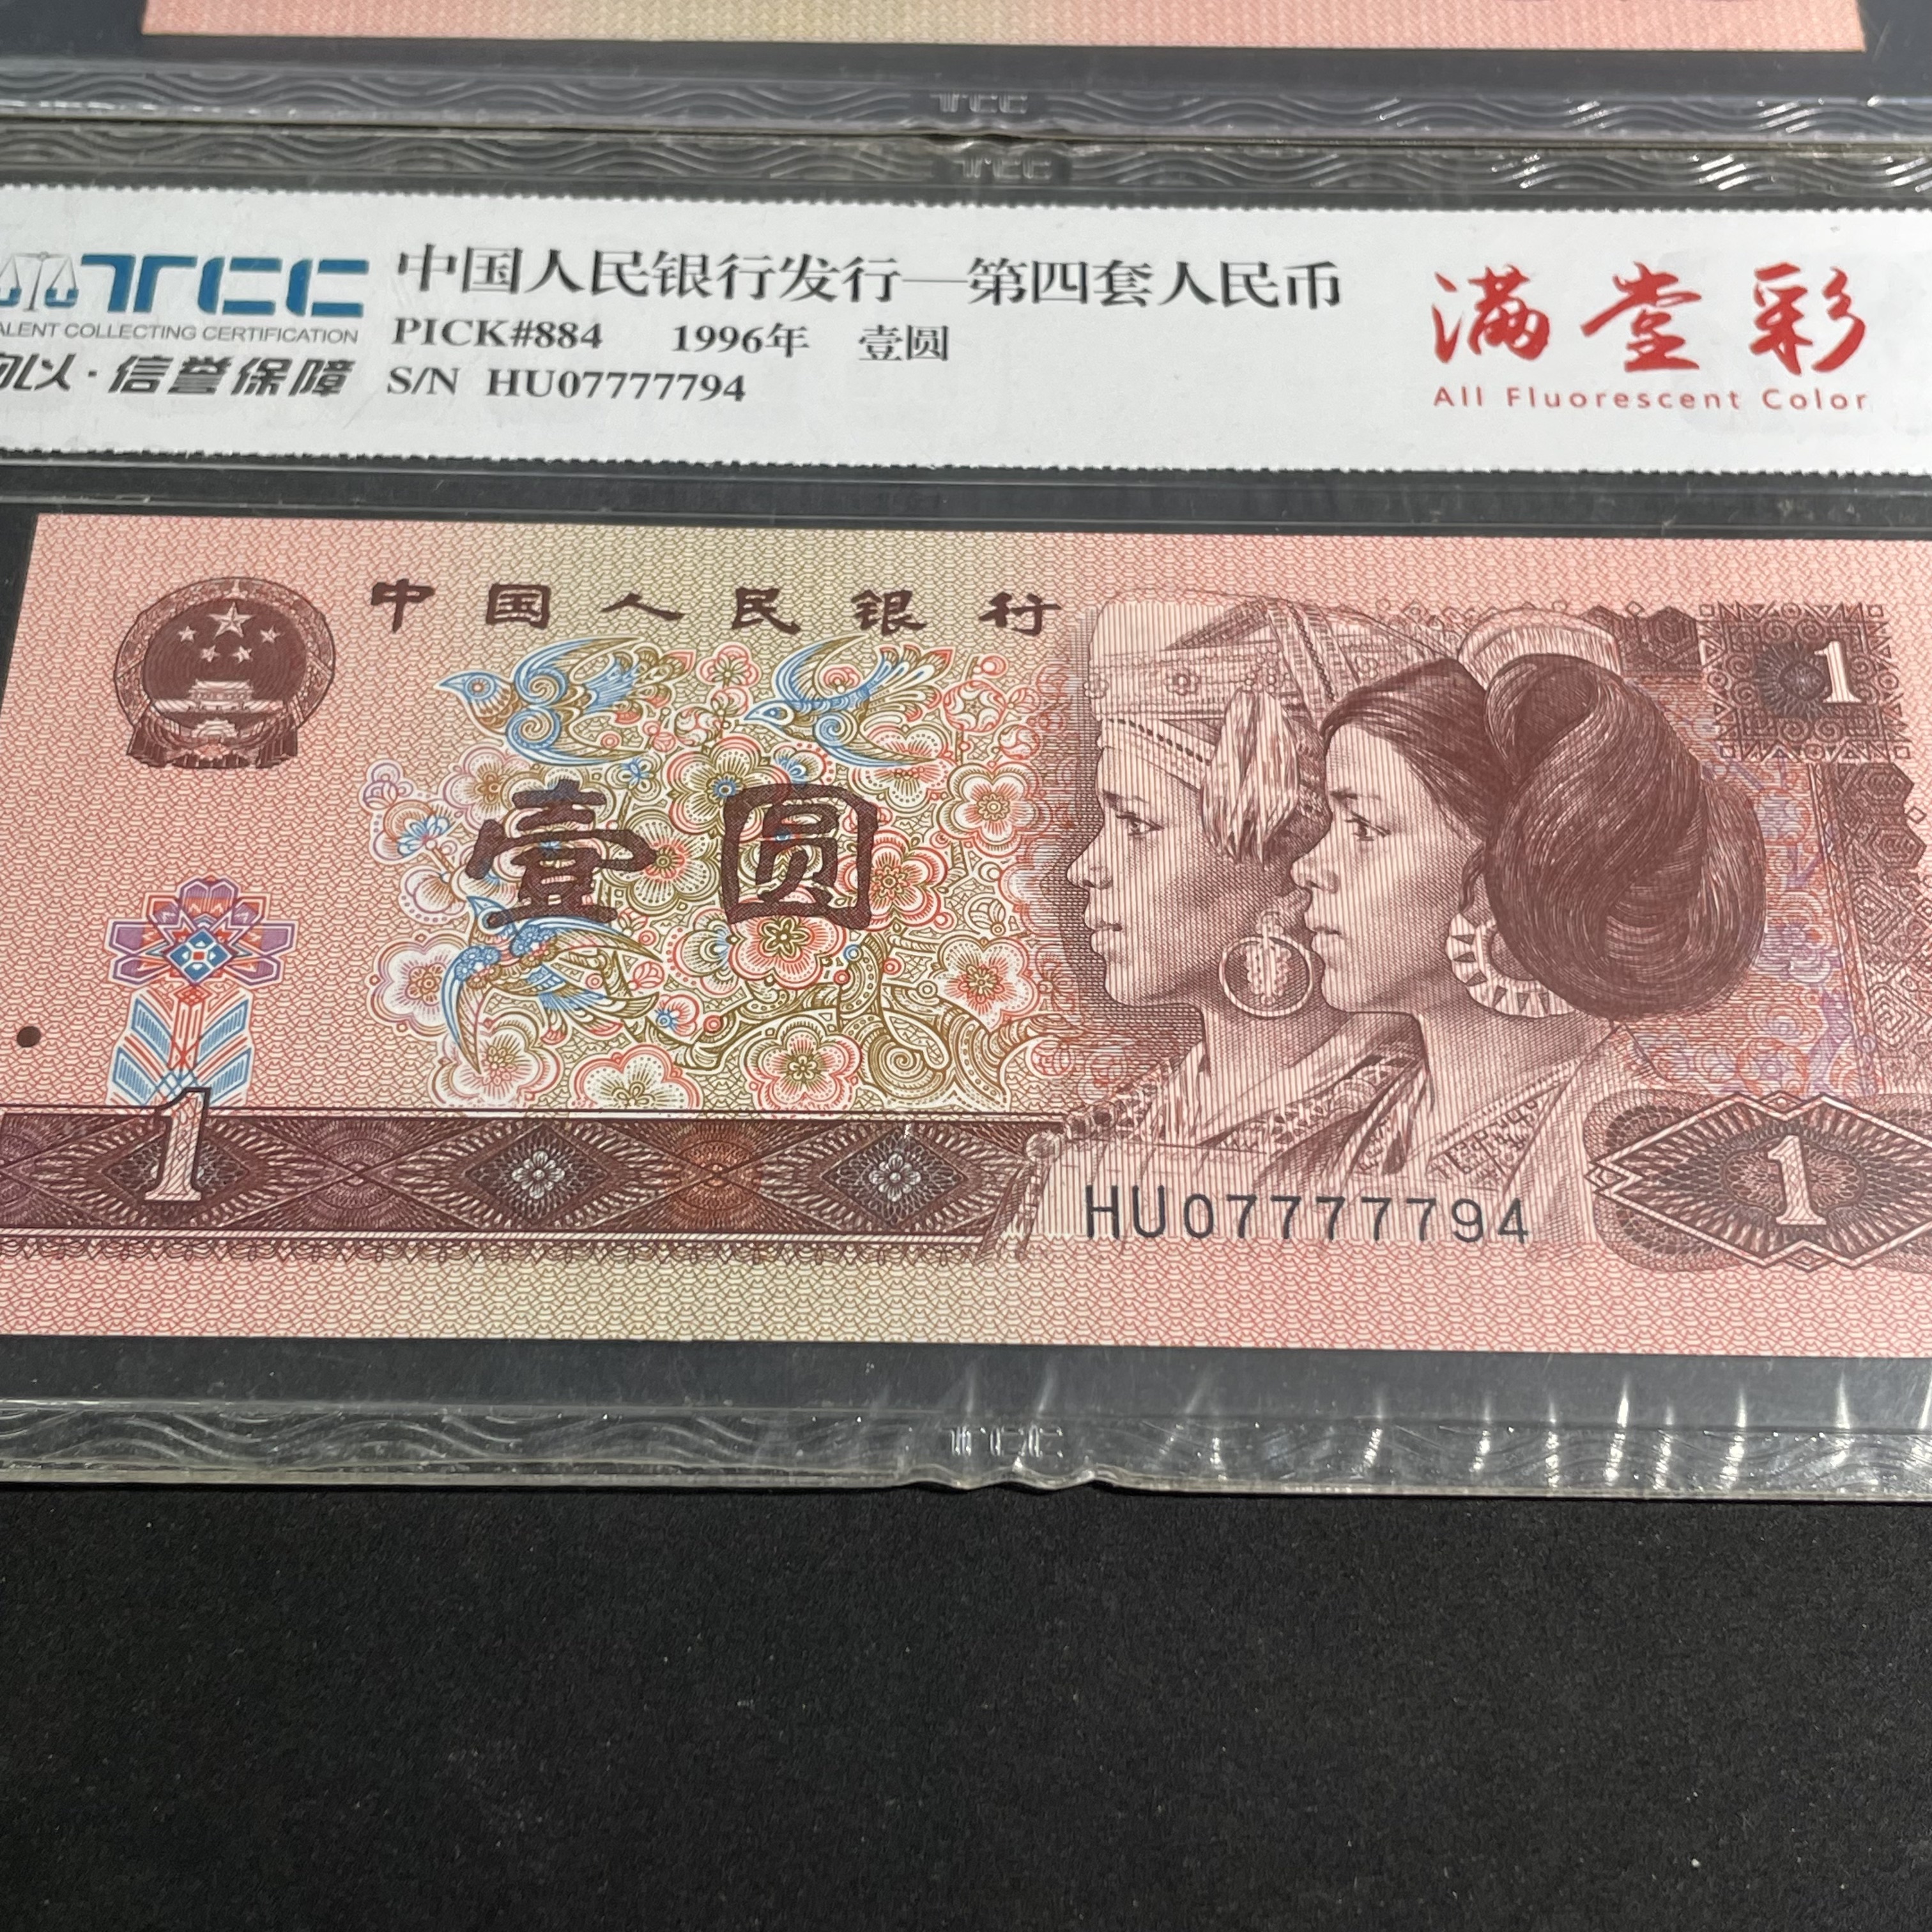 TCC
TCC
TCC
中国人民银行发行—第四套人民币
满堂彩
ALENT COLLECTING CERTIFICATION
PICK#884 1996年 壹圆
All Fluorescent Color
以·信誉保障
S/N HU07777794
中国人民银行
1
壹圆
1
HU07777794
1
TCC